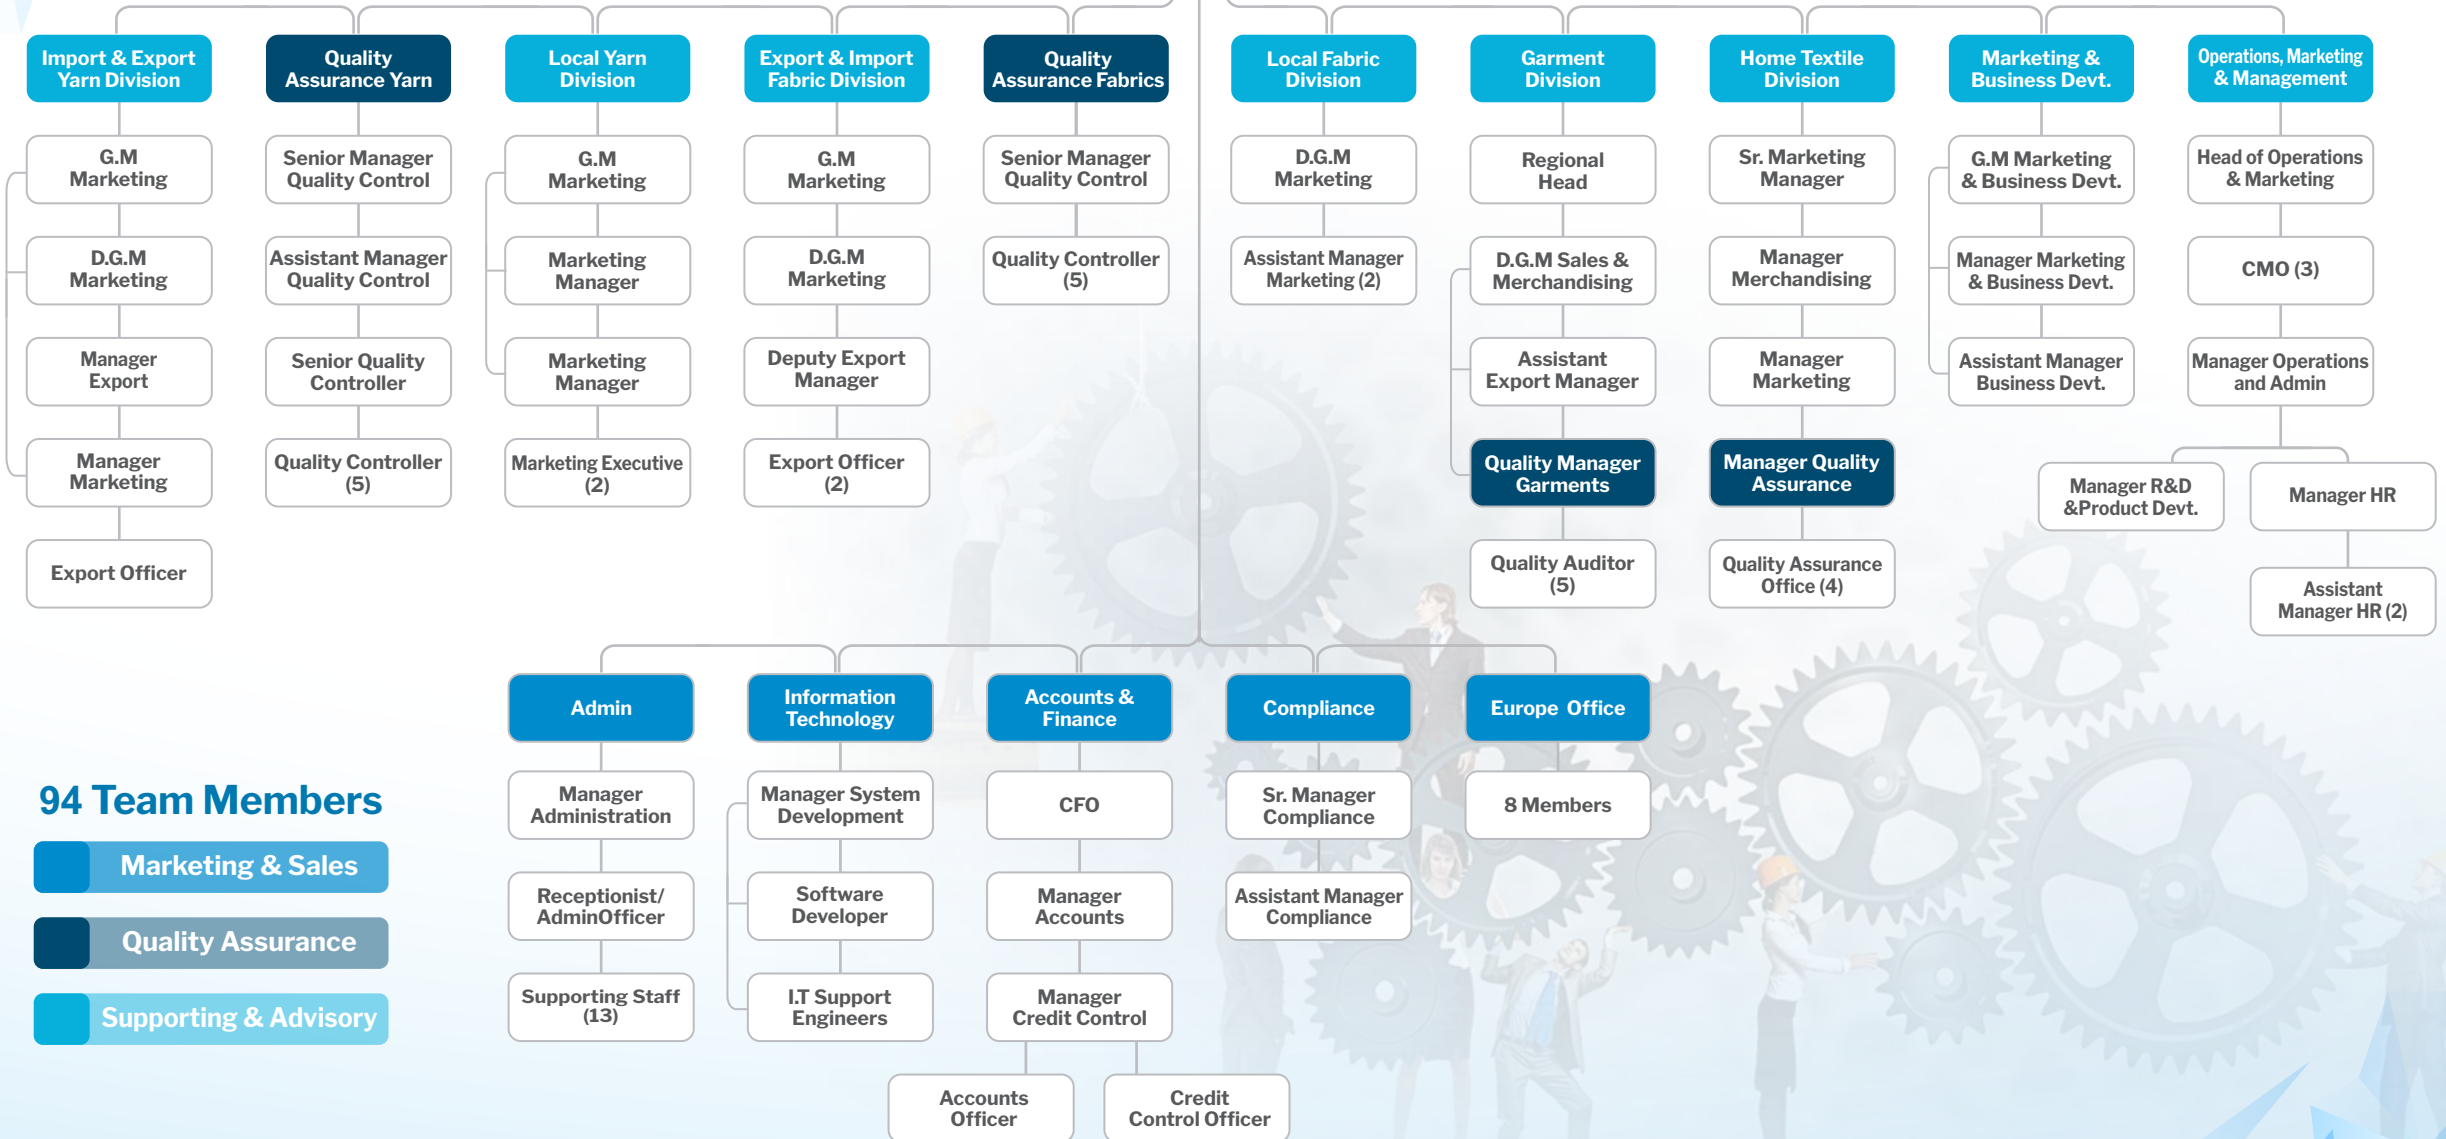 Import & Export
Yarn Division
Quality
Assurance Yarn
Local Yarn
Division
Export & Import
Fabric Division
Quality
Assurance Fabrics
Local Fabric
Division
Garment
Division
Home Textile
Division
Marketing &
Business Devt.
Operations, Marketing
& Management
G.M
Marketing
Senior Manager
Quality Control
G.M
Marketing
G.M
Marketing
Senior Manager
Quality Control
D.G.M
Marketing
Regional
Head
Sr. Marketing
Manager
G.M Marketing
& Business Devt.
Head of Operations
& Marketing
D.G.M
Marketing
Assistant Manager
Quality Control
Marketing
Manager
D.G.M
Marketing
Quality Controller
(5)
Assistant Manager
Marketing (2)
D.G.M Sales &
Merchandising
Manager
Merchandising
Manager Marketing
& Business Devt.
CMO (3)
Manager
Export
Senior Quality
Controller
Marketing
Manager
Deputy Export
Manager
Assistant
Export Manager
Manager
Marketing
Assistant Manager
Business Devt.
Manager Operations
and Admin
Manager
Marketing
Quality Controller
(5)
Marketing Executive
(2)
Export Officer
(2)
Quality Manager
Garments
Manager Quality
Assurance
Manager R&D
&Product Devt.
Manager HR
Export Officer
Quality Auditor
(5)
Quality Assurance
Office (4)
Assistant
Manager HR (2)
Admin
Information
Technology
Accounts &
Finance
Compliance
Europe Office
Manager
Administration
Manager System
Development
CFO
Sr. Manager
Compliance
8 Members
Receptionist/
AdminOfficer
Software
Developer
Manager
Accounts
Assistant Manager
Compliance
Supporting Staff
(13)
I.T Support
Engineers
Manager
Credit Control
Accounts
Officer
Credit
Control Officer
94 Team Members
Marketing & Sales
Quality Assurance
Supporting & Advisory